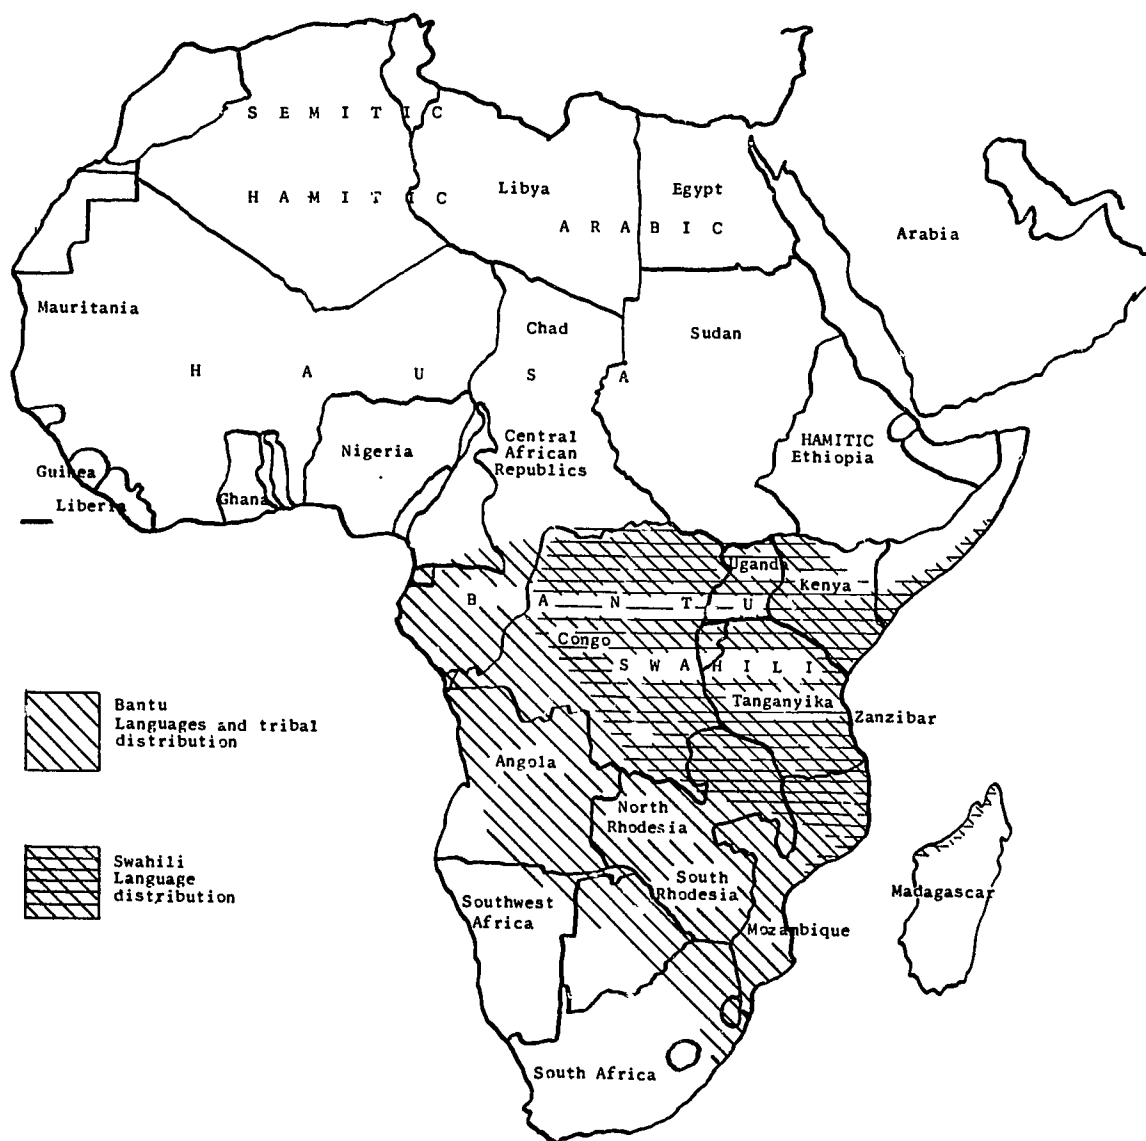 S E M I T I C
H A M I T I C
Libya
Egypt
A R A B I C
Arabia
Mauritania
Chad
Sudan
H A U S A
Nigeria
Central
African
Republics
HAMITIC
Ethiopia
Guinea
Liberia
Ghana
Uganda
Kenya
B A N T U
Congo
S W A H I L I
Tanganyika
Zanzibar
Bantu
Languages and tribal
distribution
Angola
North
Rhodesia
South
Rhodesia
Swahili
Language
distribution
Southwest
Africa
Mozambique
Madagascar
South Africa